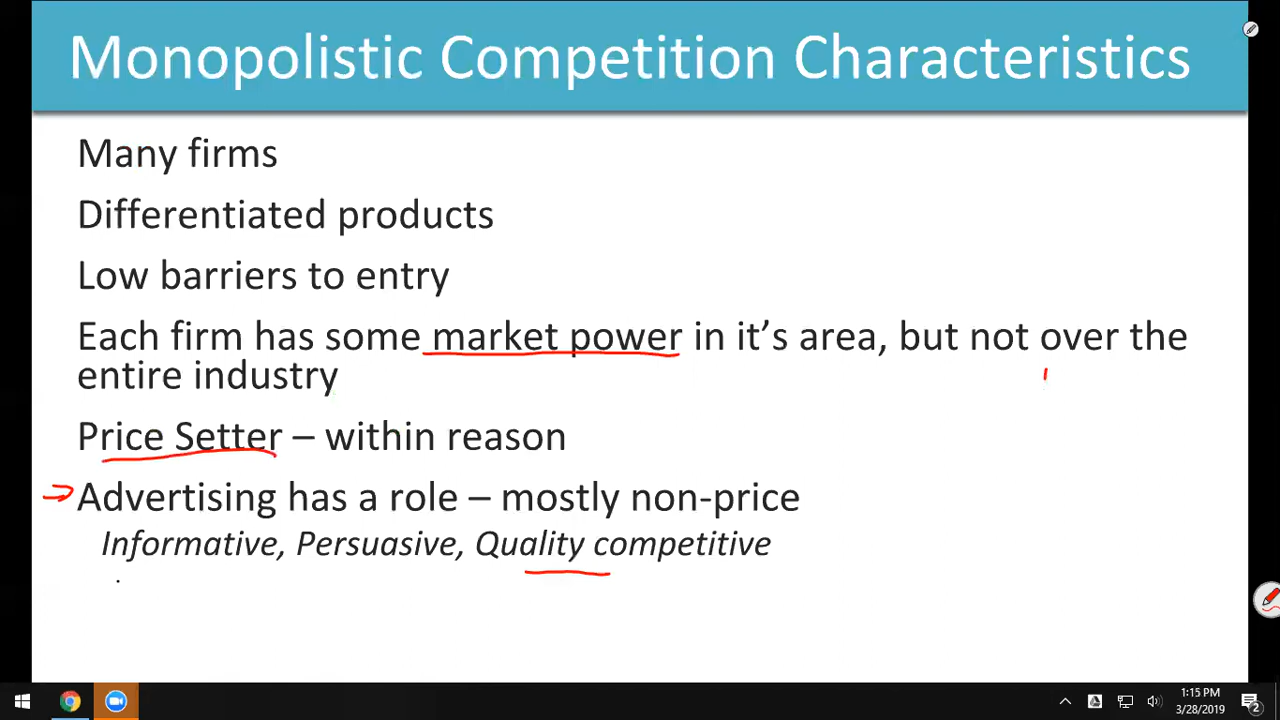 Monopolistic Competition Characteristics
Many firms
Differentiated products
Low barriers to entry
Each firm has some market power in it’s area, but not over the
entire industry
Price Setter – within reason
Advertising has a role – mostly non-price
Informative, Persuasive, Quality competitive
1:15 PM
3/28/2019
2